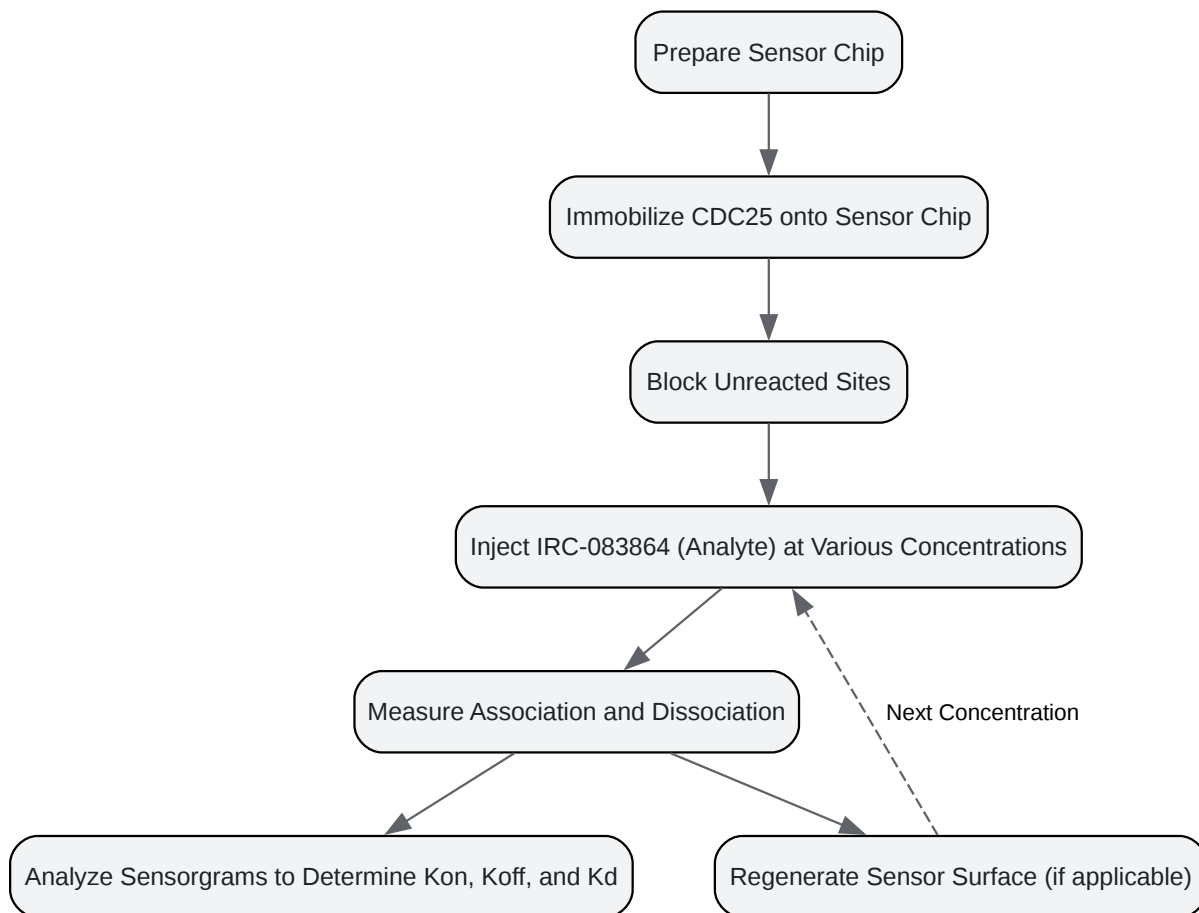 Prepare Sensor Chip
Immobilize CDC25 onto Sensor Chip
Block Unreacted Sites
Inject IRC-083864 (Analyte) at Various Concentrations
Measure Association and Dissociation
Next Concentration
Analyze Sensorgrams to Determine Kon, Koff, and Kd
Regenerate Sensor Surface (if applicable)